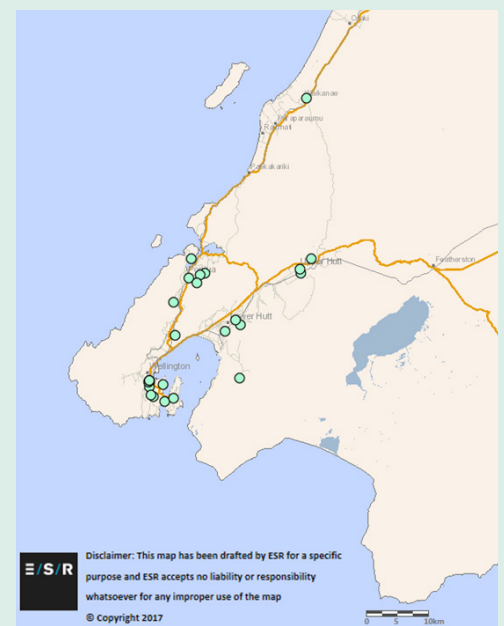 Otaki
Waikanae
Paraparaumu
Raumati
Paekakariki
Featherston
Upper Hutt
Porirua
Lower Hutt
Wellington
E/S/R
Disclaimer: This map has been drafted by ESR for a specific
purpose and ESR accepts no liability or responsibility
whatsoever for any improper use of the map
© Copyright 2017
0 5 10km